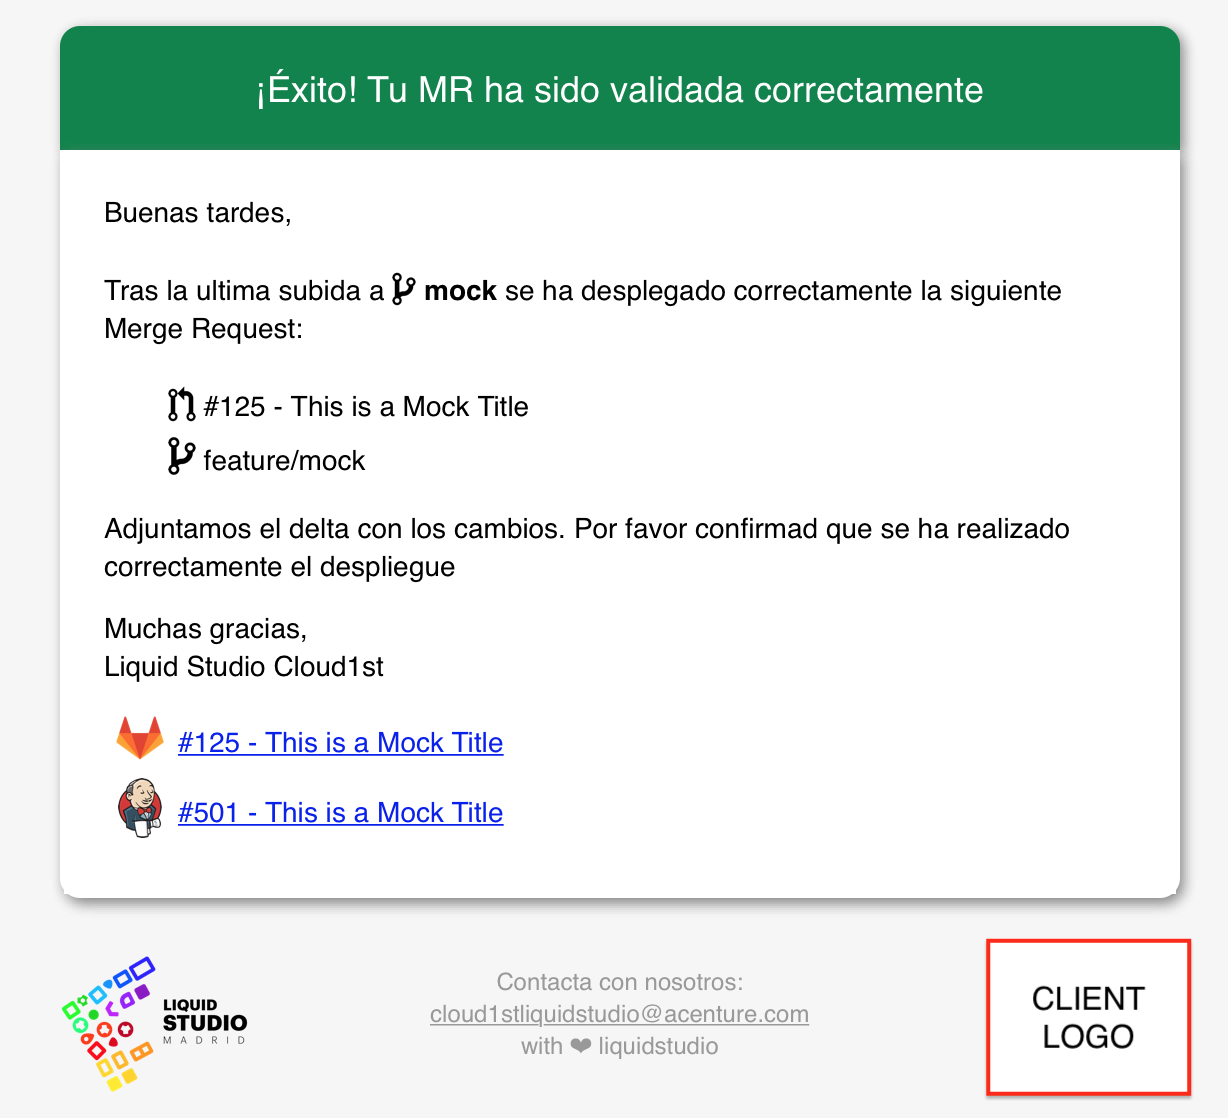 ¡Éxito! Tu MR ha sido validada correctamente
Buenas tardes,
Tras la ultima subida a mock se ha desplegado correctamente la siguiente
Merge Request:
#125 - This is a Mock Title
feature/mock
Adjuntamos el delta con los cambios. Por favor confirmad que se ha realizado
correctamente el despliegue
Muchas gracias,
Liquid Studio Cloud1st
#125 - This is a Mock Title
#501 - This is a Mock Title
LIQUID
STUDIO
MADRID
Contacta con nosotros:
cloud1stliquidstudio@acenture.com
with ❤ liquidstudio
CLIENT
LOGO